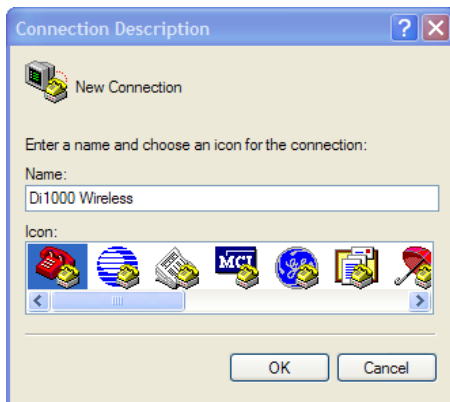 Connection Description
New Connection
Enter a name and choose an icon for the connection:
Name:
Di1000 Wireless
Icon:
MCI
OK
Cancel